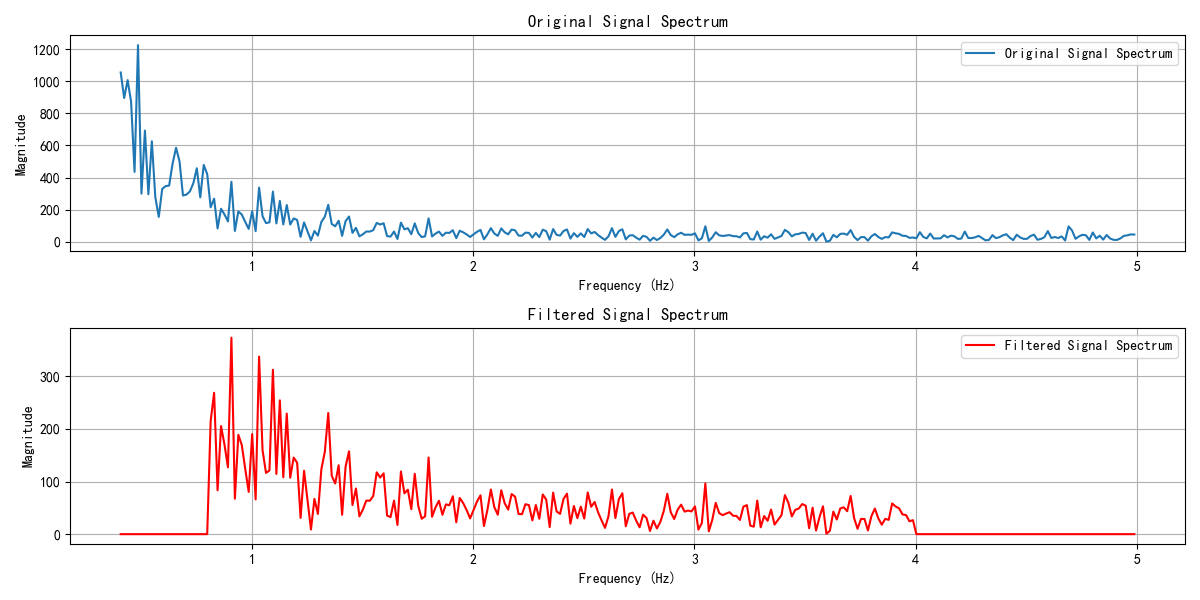 Original Signal Spectrum
1200
1000
800
600
400
200
0
Magnitude
Original Signal Spectrum
1 2 3 4 5
Frequency (Hz)
Filtered Signal Spectrum
300
200
100
0
Magnitude
Filtered Signal Spectrum
1 2 3 4 5
Frequency (Hz)